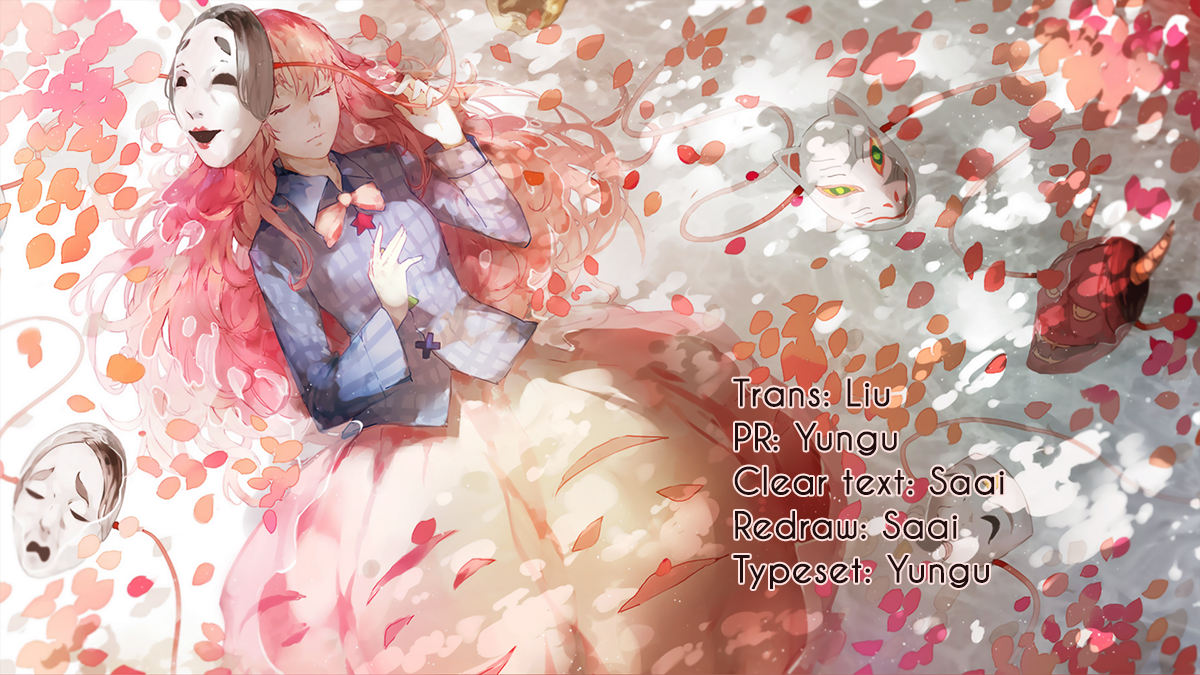 Trans: Liu
PR: Yungu
Clear text: Saai
Redraw: Saai
Typeset: Yungu